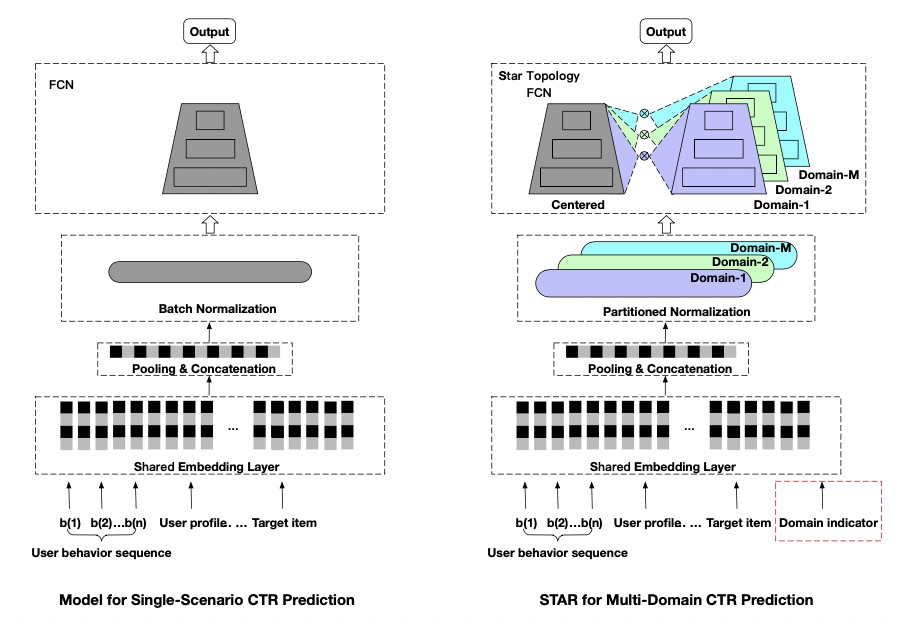 Output
FCN
Batch Normalization
Pooling & Concatenation
...
Shared Embedding Layer
b(1) b(2)...b(n) User profile. ... Target item
User behavior sequence
Model for Single-Scenario CTR Prediction
Output
Star Topology
FCN
Domain-M
Domain-2
Centered Domain-1
Domain-M
Domain-2
Domain-1
Partitioned Normalization
Pooling & Concatenation
...
Shared Embedding Layer
b(1) b(2)...b(n) User profile. ... Target item Domain indicator
User behavior sequence
STAR for Multi-Domain CTR Prediction